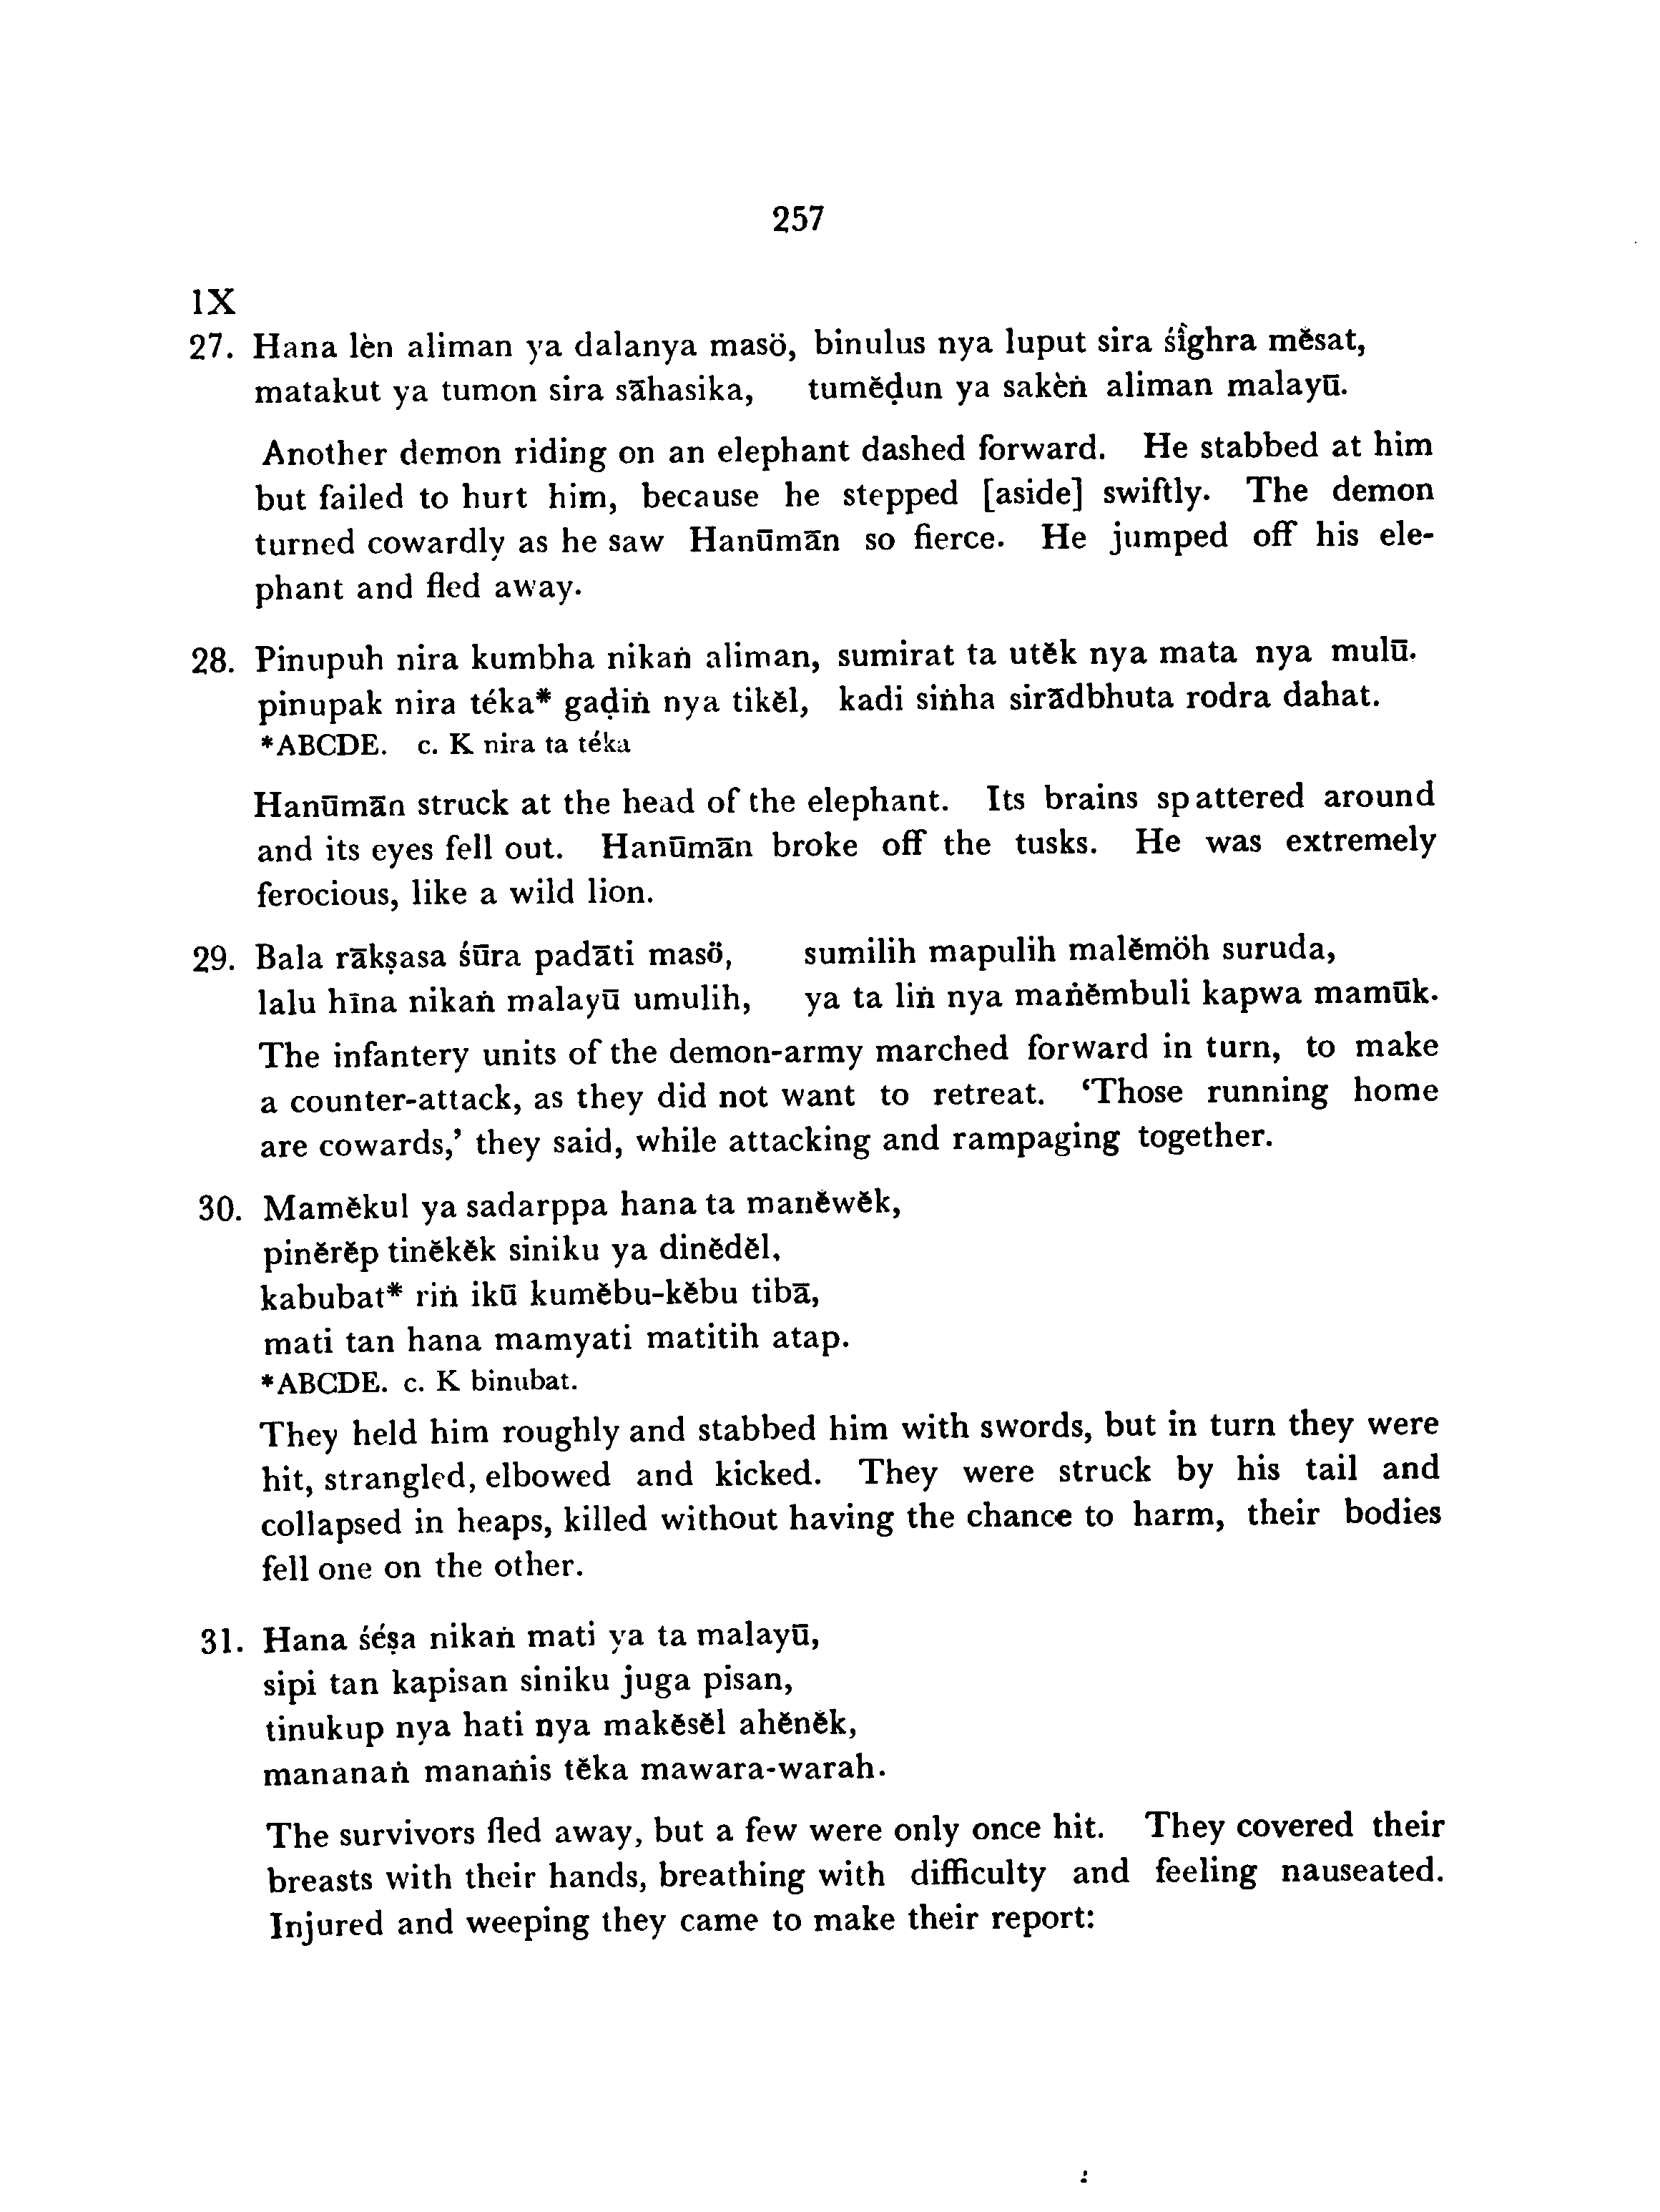 257
IX
27. Hana lèn aliman ya dalanya masö, binulus nya luput sira śīghra mĕsat,
matakut ya tumon sira sāhasika, tumĕḍun ya sakèṅ aliman malayū.
Another demon riding on an elephant dashed forward. He stabbed at him
but failed to hurt him, because he stepped [aside] swiftly. The demon
turned cowardly as he saw Hanūmān so fierce. He jumped off his ele-
phant and fled away.
28. Pinupuh nira kumbha nikaṅ aliman, sumirat ta utĕk nya mata nya mulū.
pinupak nira téka* gaḍiṅ nya tikĕl, kadi siṅha sirādbhuta rodra dahat.
*ABCDE. c. K nira ta téka
Hanūmān struck at the head of the elephant. Its brains spattered around
and its eyes fell out. Hanūmān broke off the tusks. He was extremely
ferocious, like a wild lion.
29. Bala rākṣasa śūra padāti masö, sumilih mapulih malĕmöh suruda,
lalu hīna nikaṅ malayū umulih, ya ta liṅ nya maṅĕmbuli kapwa mamūk.
The infantery units of the demon-army marched forward in turn, to make
a counter-attack, as they did not want to retreat. ‘Those running home
are cowards,’ they said, while attacking and rampaging together.
30. Mamĕkul ya sadarppa hana ta manĕwĕk,
pinĕrĕp tinĕkĕk siniku ya dinĕdĕl,
kabubat* riṅ ikū kumĕbu-kĕbu tibā,
mati tan hana mamyati matitih atap.
*ABCDE. c. K binubat.
They held him roughly and stabbed him with swords, but in turn they were
hit, strangled, elbowed and kicked. They were struck by his tail and
collapsed in heaps, killed without having the chance to harm, their bodies
fell one on the other.
31. Hana śéṣa nikaṅ mati ya ta malayū,
sipi tan kapisan siniku juga pisan,
tinukup nya hati nya makĕsĕl ahĕnĕk,
mananaṅ manaṅis tĕka mawara-warah.
The survivors fled away, but a few were only once hit. They covered their
breasts with their hands, breathing with difficulty and feeling nauseated.
Injured and weeping they came to make their report: